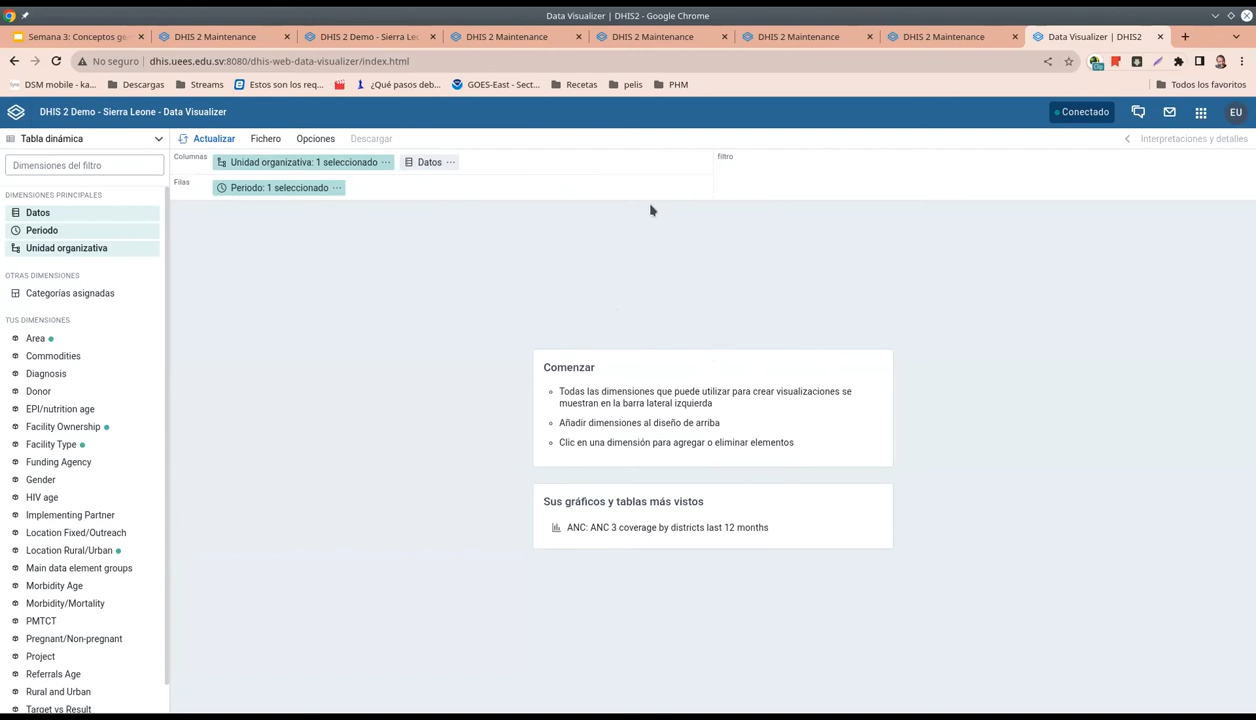 Data Visualizer | DHIS2 - Google Chrome
Semana 3: Conceptos ge
DHIS 2 Maintenance
DHIS 2 Demo - Sierra Leon
DHIS 2 Maintenance
DHIS 2 Maintenance
DHIS 2 Maintenance
DHIS 2 Maintenance
Data Visualizer | DHIS2
No seguro
dhis.uees.edu.sv:8080/dhis-web-data-visualizer/index.html
DSM mobile - ka...
Descargas
Streams
Estos son los req...
¿Qué pasos deb...
GOES-East - Sect...
Recetas
pelis
PHM
Todos los favoritos
DHIS 2 Demo - Sierra Leone - Data Visualizer
Conectado
EU
Tabla dinámica
Actualizar
Fichero
Opciones
Descargar
Interpretaciones y detalles
Columnas
Unidad organizativa: 1 seleccionado
Datos
filtro
Filas
Periodo: 1 seleccionado
Dimensiones del filtro
DIMENSIONES PRINCIPALES
Datos
Periodo
Unidad organizativa
OTRAS DIMENSIONES
Categorías asignadas
TUS DIMENSIONES
Area
Commodities
Diagnosis
Donor
EPI/nutrition age
Facility Ownership
Facility Type
Funding Agency
Gender
HIV age
Implementing Partner
Location Fixed/Outreach
Location Rural/Urban
Main data element groups
Morbidity Age
Morbidity/Mortality
PMTCT
Pregnant/Non-pregnant
Project
Referrals Age
Rural and Urban
Target vs Result
Comenzar
Todas las dimensiones que puede utilizar para crear visualizaciones se
muestran en la barra lateral izquierda
Añadir dimensiones al diseño de arriba
Clic en una dimensión para agregar o eliminar elementos
Sus gráficos y tablas más vistos
ANC: ANC 3 coverage by districts last 12 months